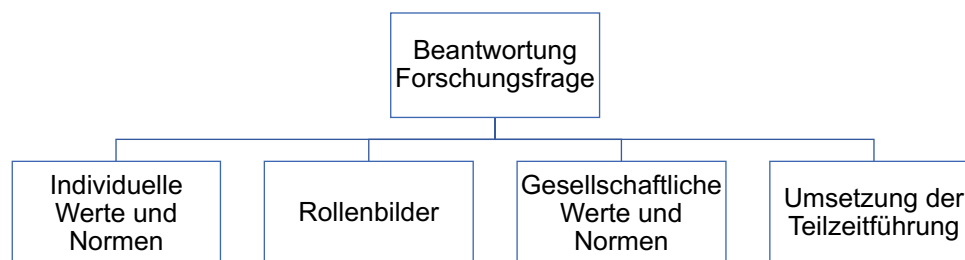 Beantwortung
Forschungsfrage
Individuelle
Werte und
Normen
Rollenbilder
Gesellschaftliche
Werte und
Normen
Umsetzung der
Teilzeitführung